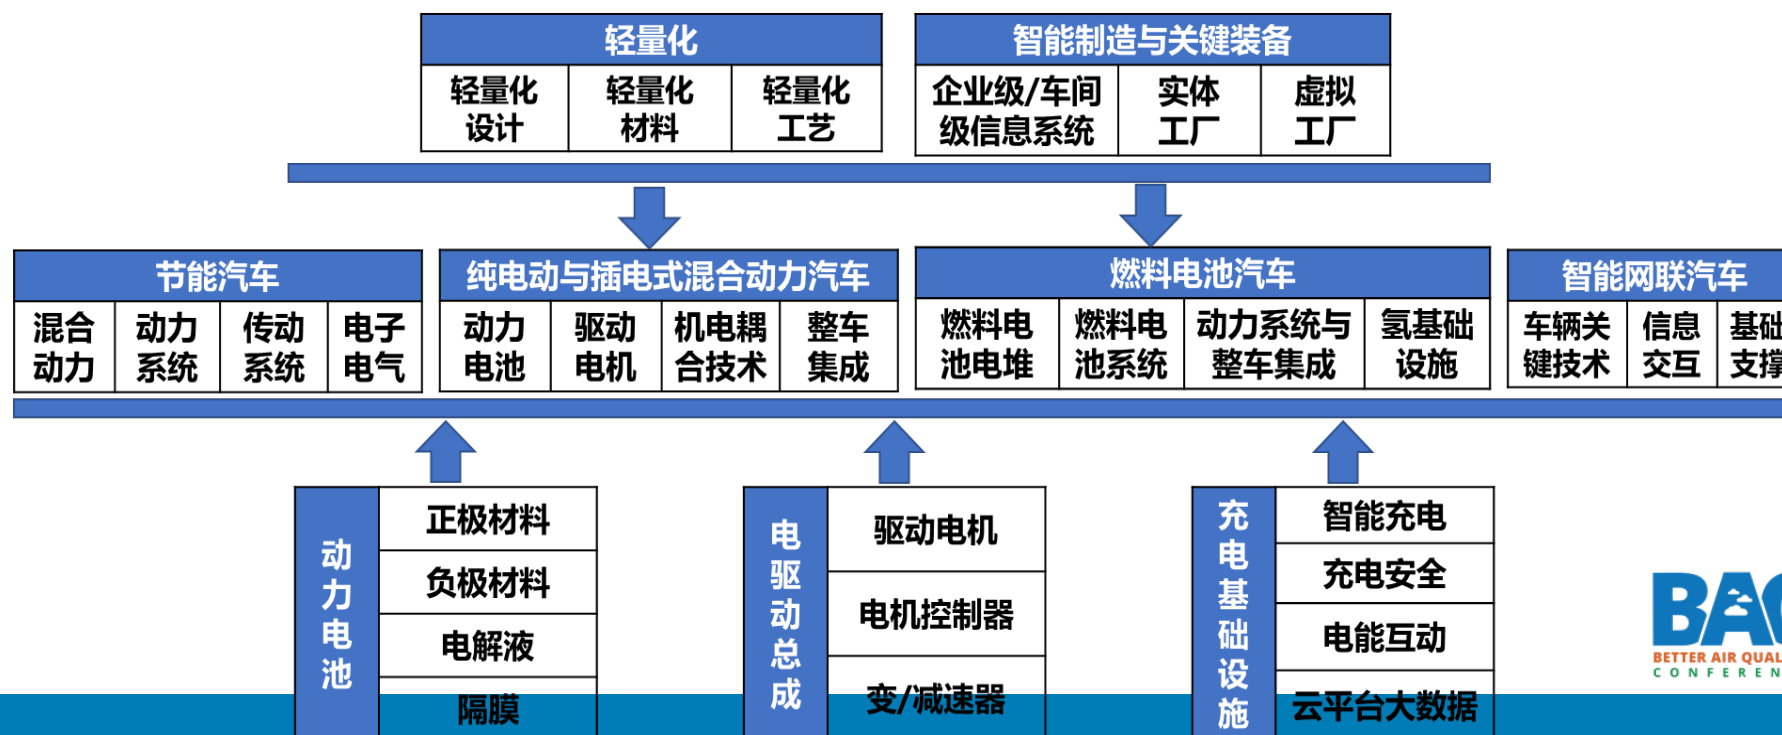 轻量化
轻量化
设计
轻量化
材料
轻量化
工艺
智能制造与关键装备
企业级/车间
级信息系统
实体
工厂
虚拟
工厂
节能汽车
混合
动力
动力
系统
传动
系统
电子
电气
纯电动与插电式混合动力汽车
动力
电池
驱动
电机
机电耦
合技术
整车
集成
燃料电池汽车
燃料电
池电堆
燃料电
池系统
动力系统与
整车集成
氢基础
设施
智能网联汽车
车辆关
键技术
信息
交互
基础
支撑
动力电池
正极材料
负极材料
电解液
隔膜
电驱动总成
驱动电机
电机控制器
变/减速器
充电基础设施
智能充电
充电安全
电能互动
云平台大数据
BAQ
BETTER AIR QUAL
CONFEREN